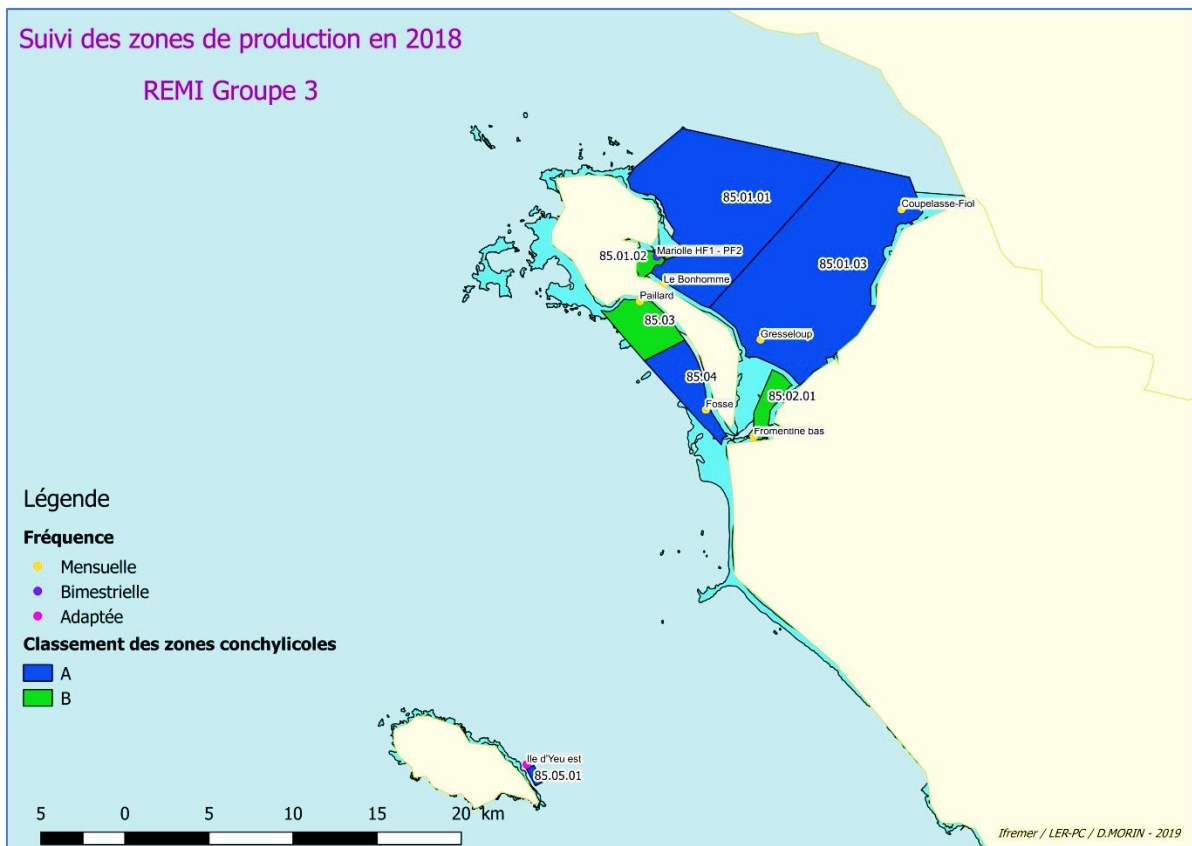 Suivi des zones de production en 2018
REMI Groupe 3
85.01.01
Coupelasse-Fiol
85.01.02
Mariolle HF1 - PF2
85.01.03
Le Bonhomme
Paillard
85.03
Gresseloup
85.04
85.02.01
Fosse
Fromentine bas
Légende
Fréquence
Mensuelle
Bimestrielle
Adaptée
Classement des zones conchylicoles
A
B
Ile d'Yeu est
85.05.01
5 0 5 10 15 20 km
Ifremer / LER-PC / D.MORIN - 2019